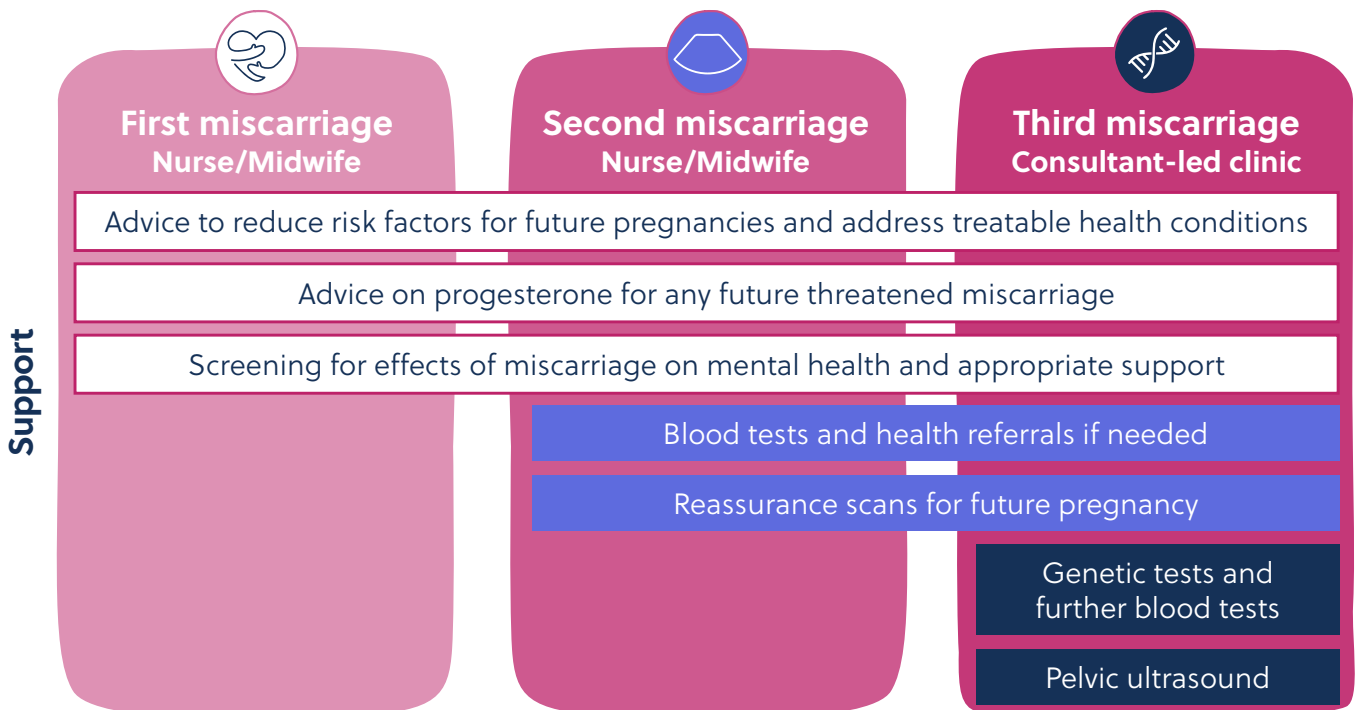 First miscarriage
Nurse/Midwife
Second miscarriage
Nurse/Midwife
Third miscarriage
Consultant-led clinic
Support
Advice to reduce risk factors for future pregnancies and address treatable health conditions
Advice on progesterone for any future threatened miscarriage
Screening for effects of miscarriage on mental health and appropriate support
Blood tests and health referrals if needed
Reassurance scans for future pregnancy
Genetic tests and
further blood tests
Pelvic ultrasound